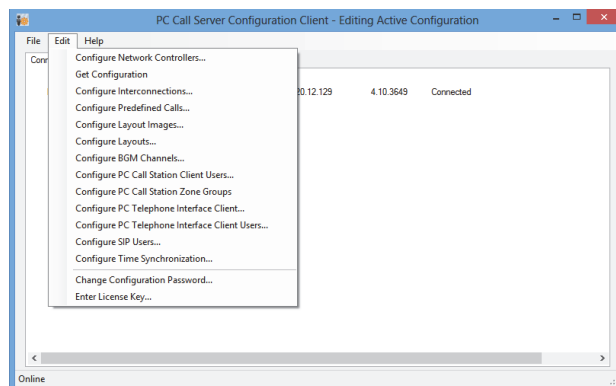 PC Call Server Configuration Client - Editing Active Configuration
File Edit Help
Configure Network Controllers...
Get Configuration
Configure Interconnections...
20.12.129 4.10.3649 Connected
Configure Predefined Calls...
Configure Layout Images...
Configure Layouts...
Configure BGM Channels...
Configure PC Call Station Client Users...
Configure PC Call Station Zone Groups
Configure PC Telephone Interface Client...
Configure PC Telephone Interface Client Users...
Configure SIP Users...
Configure Time Synchronization...
Change Configuration Password...
Enter License Key...
Online